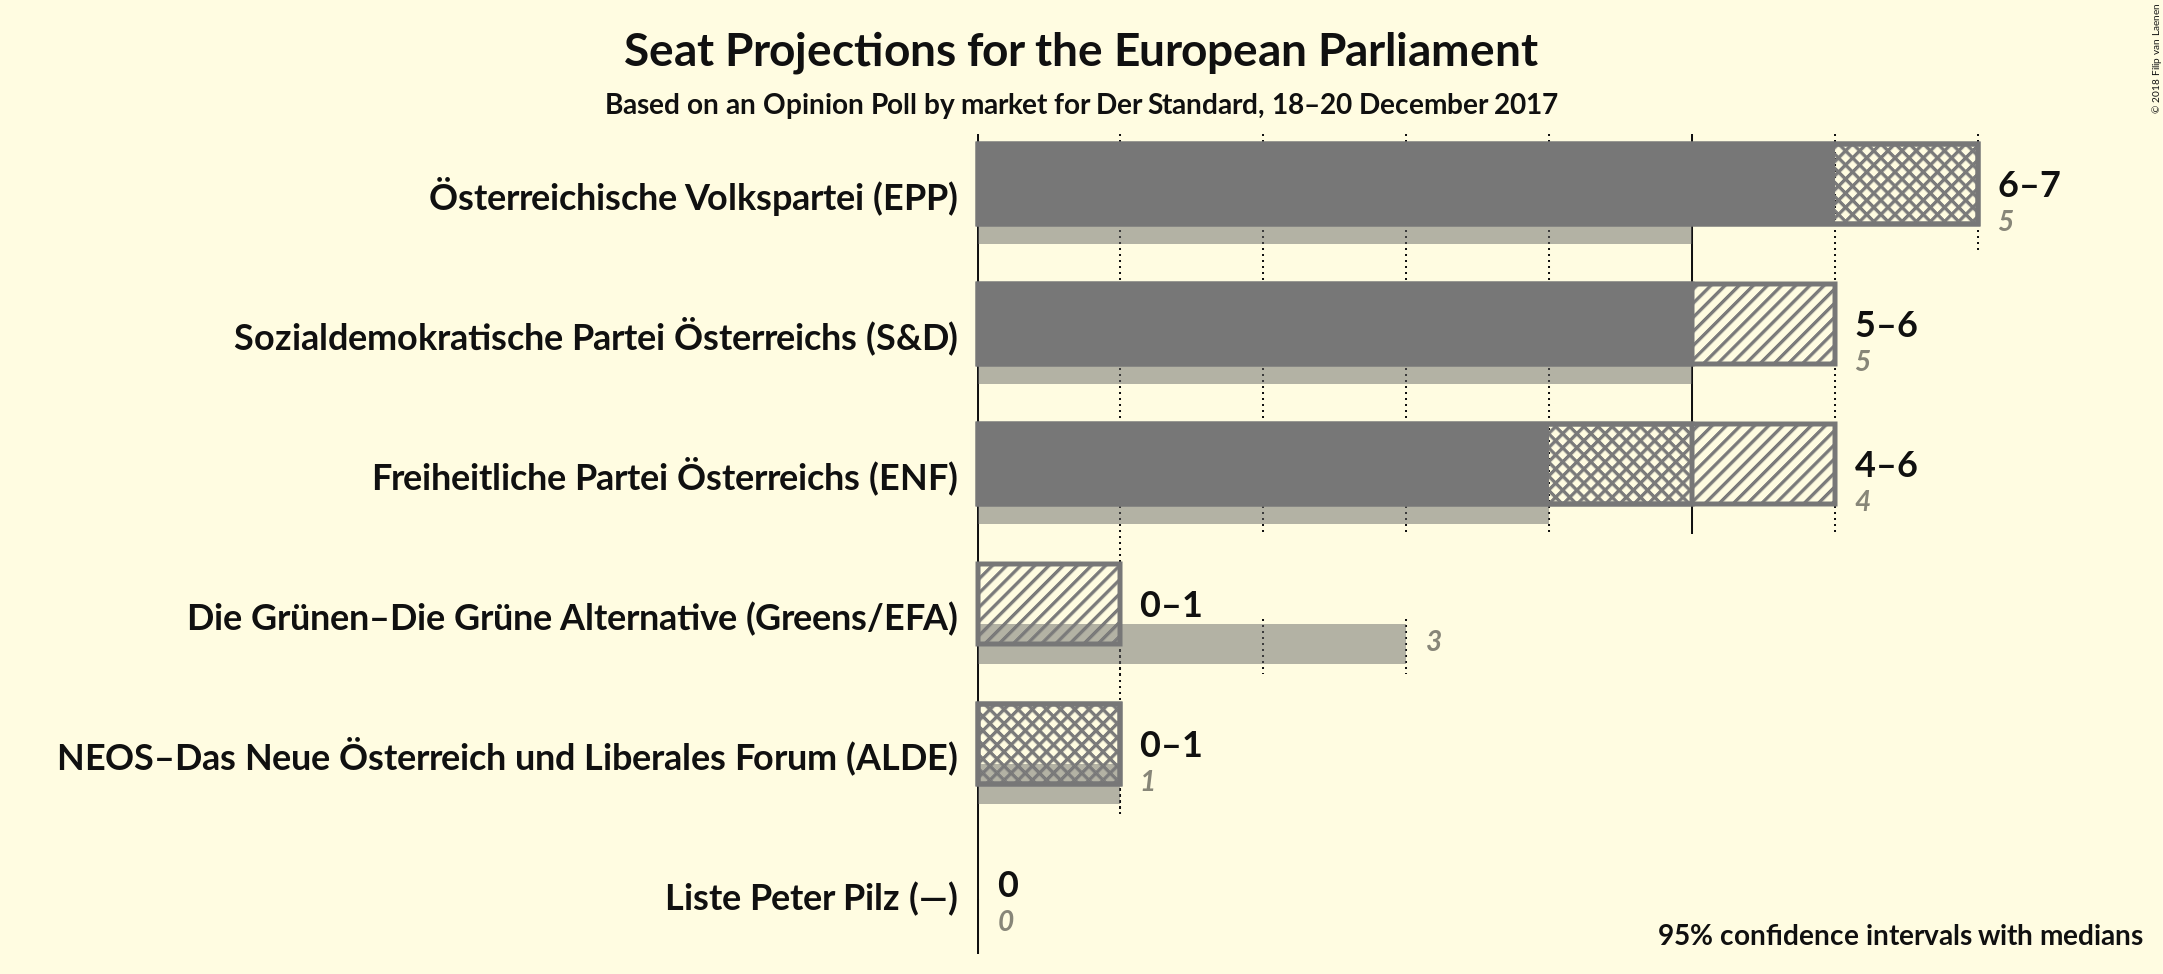 Seat Projections for the European Parliament
Based on an Opinion Poll by market for Der Standard, 18–20 December 2017
© 2018 Filip van Laenen
Österreichische Volkspartei (EPP)
6–7
5
Sozialdemokratische Partei Österreichs (S&D)
5–6
5
Freiheitliche Partei Österreichs (ENF)
4–6
4
Die Grünen–Die Grüne Alternative (Greens/EFA)
0–1
3
NEOS–Das Neue Österreich und Liberales Forum (ALDE)
0–1
1
Liste Peter Pilz (—)
0
0
95% confidence intervals with medians